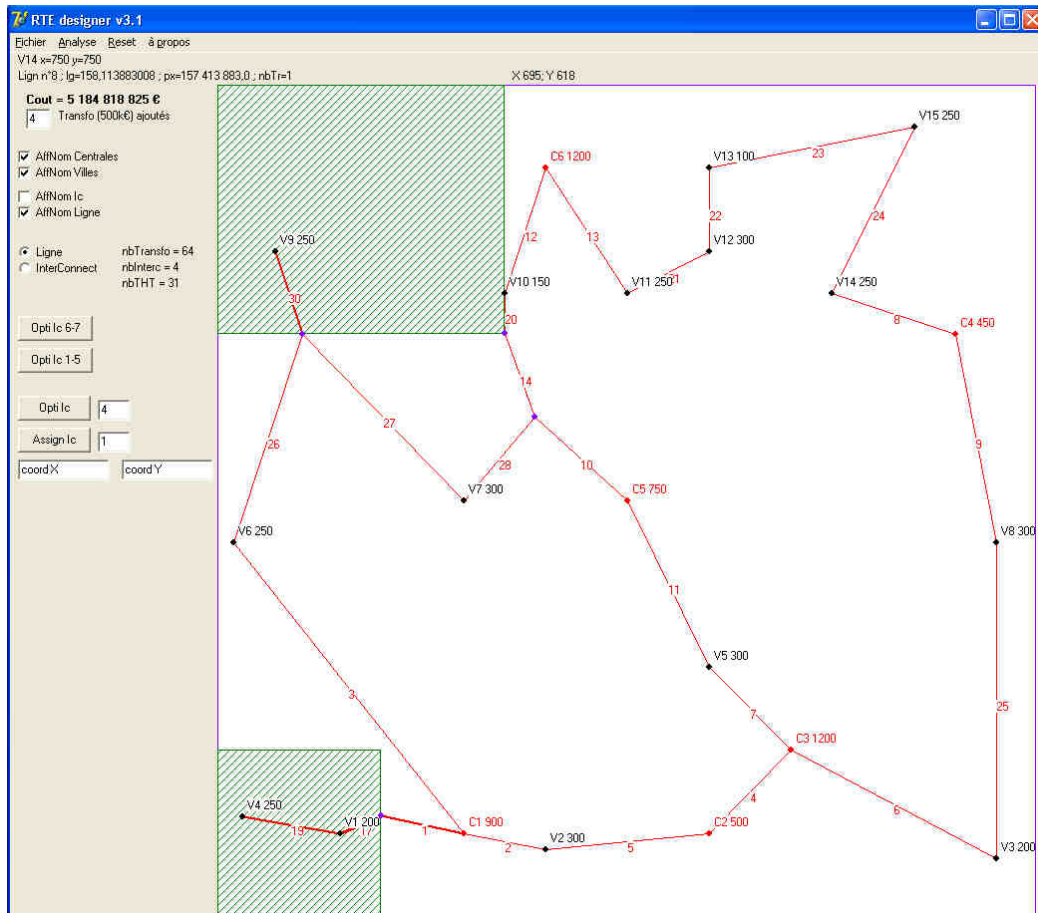 RTE designer v3.1
Fichier Analyse Reset à propos
V14 x=750 y=750
Lign n°8 ; lg=158,113883008 ; px=157 413 883,0 ; nbTr=1 X 695; Y 618
Cout = 5 184 818 825 €
4 Transfo (500k€) ajoutés
AffNom Centrales
AffNom Villes
AffNom Ic
AffNom Ligne
Ligne nbTransfo = 64
InterConnect nbInterc = 4
nbTHT = 31
Opti Ic 6-7
Opti Ic 1-5
Opti Ic 4
Assign Ic 1
coord X coord Y
V15 250
23
V13 100
C6 1200
22
24
12
13
V9 250
V12 300
31
V10 150
V11 250
V14 250
30
20
8
C4 450
14
27
26
9
28
10
V7 300
C5 750
V6 250
V8 300
11
V5 300
3
7
25
C3 1200
4
6
V4 250
V1 200
19
17
1
C1 900
2
V2 300
5
C2 500
V3 200